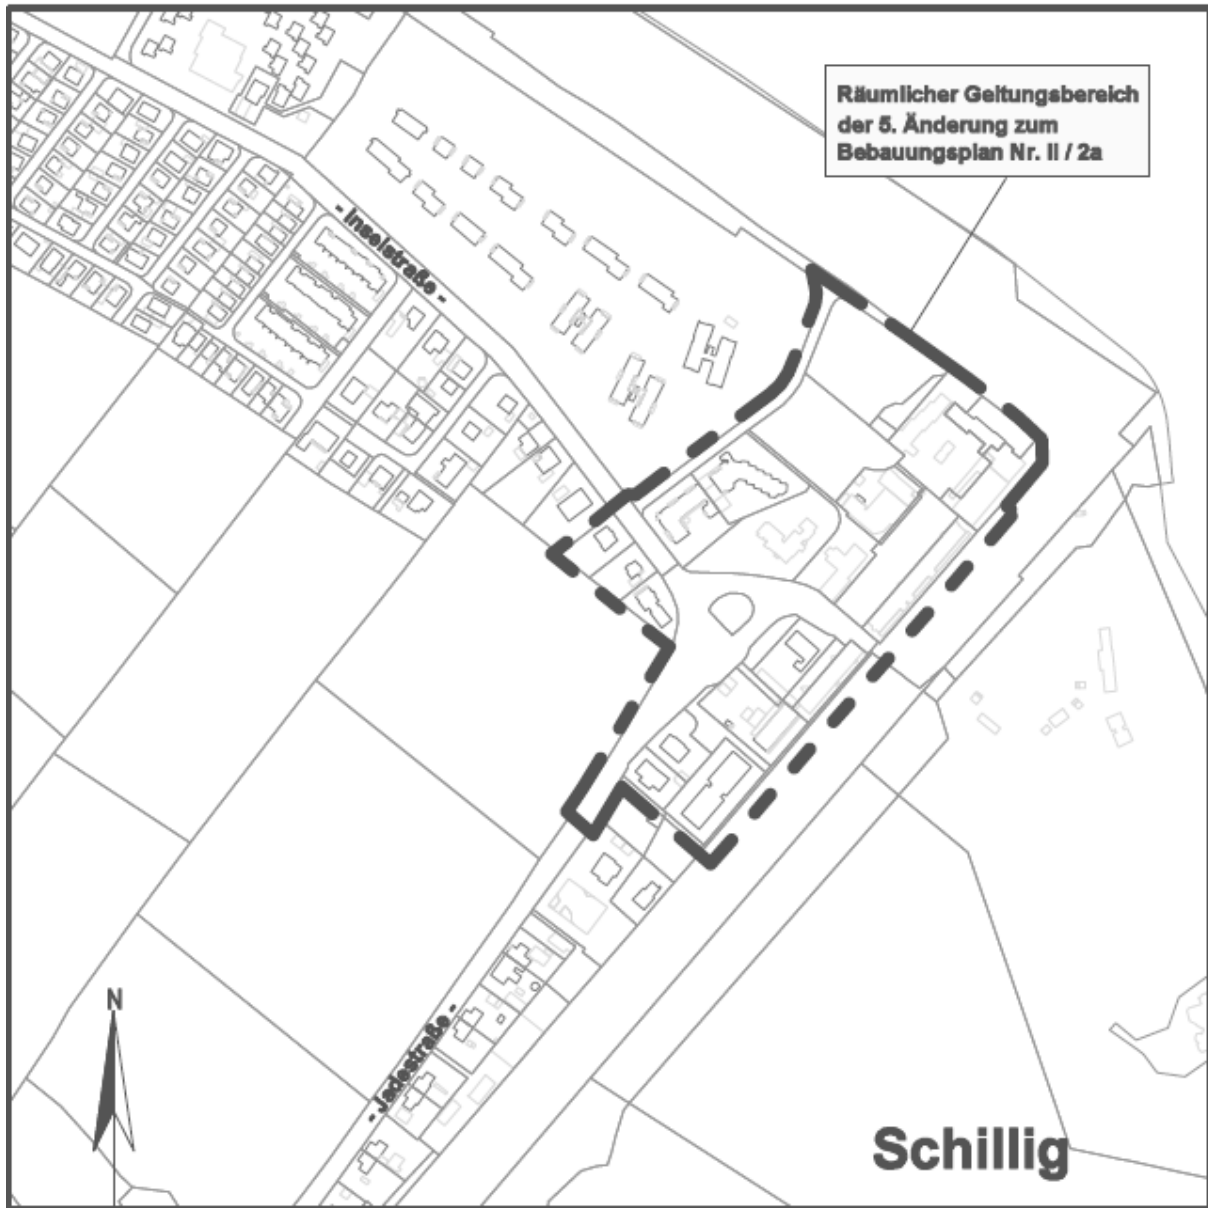 Räumlicher Geltungsbereich
der 5. Änderung zum
Bebauungsplan Nr. II / 2a
- Inselstraße -
N
- Jadestraße -
Schillig